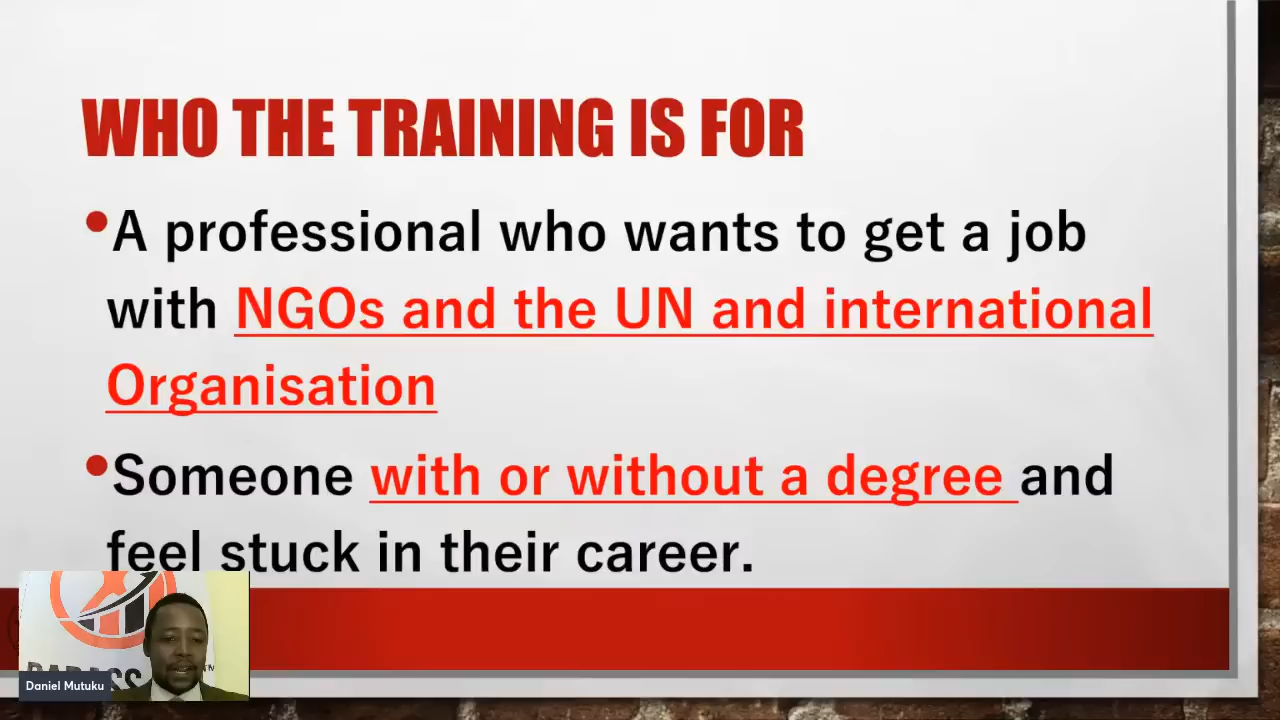 WHO THE TRAINING IS FOR
•A professional who wants to get a job
with NGOs and the UN and international
Organisation
•Someone with or without a degree and
feel stuck in their career.
Daniel Mutuku